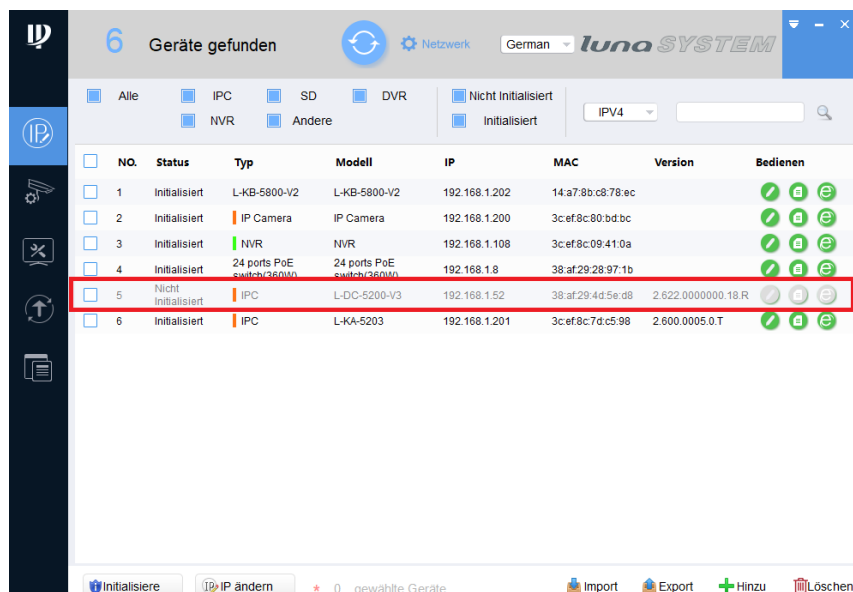 IP
6 Geräte gefunden Netzwerk German luna SYSTEM
Alle IPC SD DVR Nicht Initialisiert
NVR Andere Initialisiert IPV4
IP
NO. Status Typ Modell IP MAC Version Bedienen
1 Initialisiert L-KB-5800-V2 L-KB-5800-V2 192.168.1.202 14:a7:8b:c8:78:ec
2 Initialisiert IP Camera IP Camera 192.168.1.200 3c:ef:8c:80:bd:bc
3 Initialisiert NVR NVR 192.168.1.108 3c:ef:8c:09:41:0a
4 Initialisiert 24 ports PoE switch(360W) 24 ports PoE switch(360W) 192.168.1.8 38:af:29:28:97:1b
5 Nicht Initialisiert IPC L-DC-5200-V3 192.168.1.52 38:af:29:4d:5e:d8 2.622.0000000.18.R
6 Initialisiert IPC L-KA-5203 192.168.1.201 3c:ef:8c:7d:c5:98 2.600.0005.0.T
Initialisiere IP IP ändern * 0 gewählte Geräte Import Export Hinzu Löschen